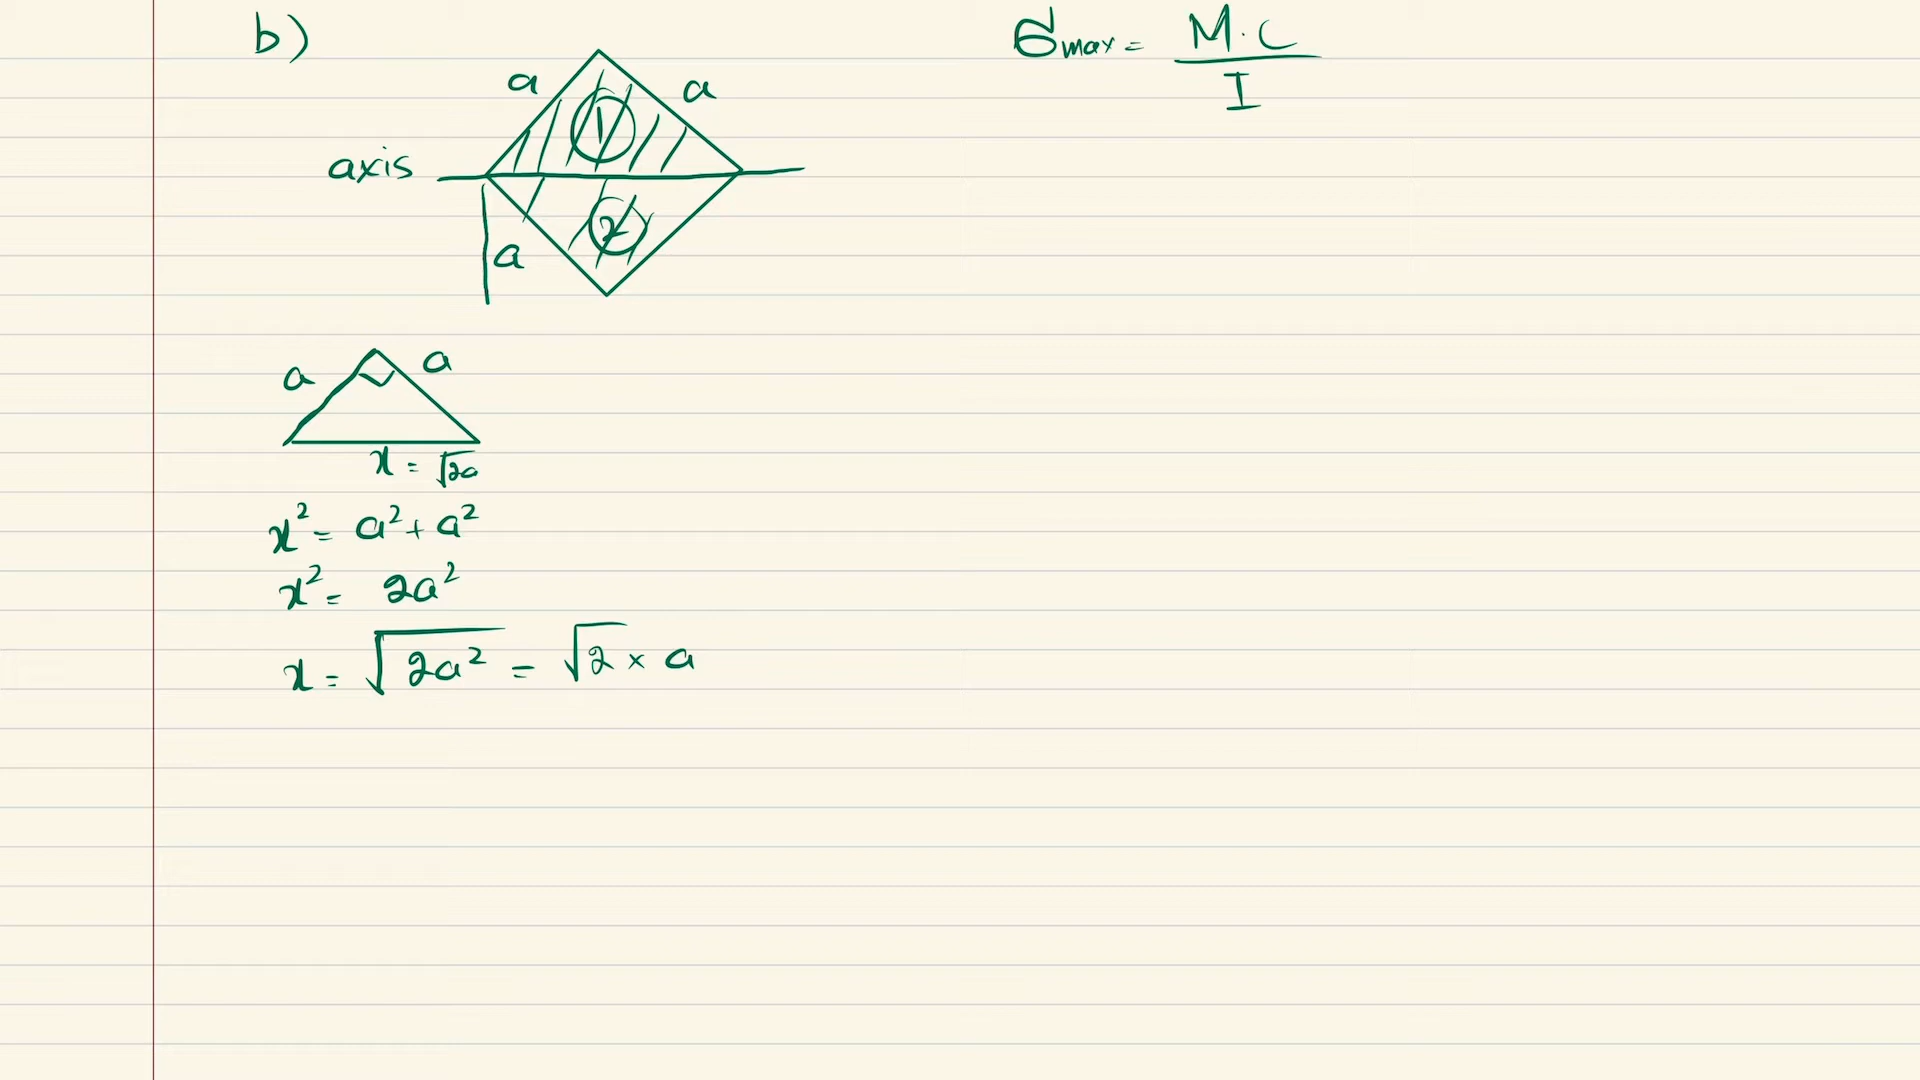 b)
a a
1
axis
2
a
σmax = M·C / I
a a
x = √2a
x² = a² + a²
x² = 2a²
x = √2a² = √2 × a